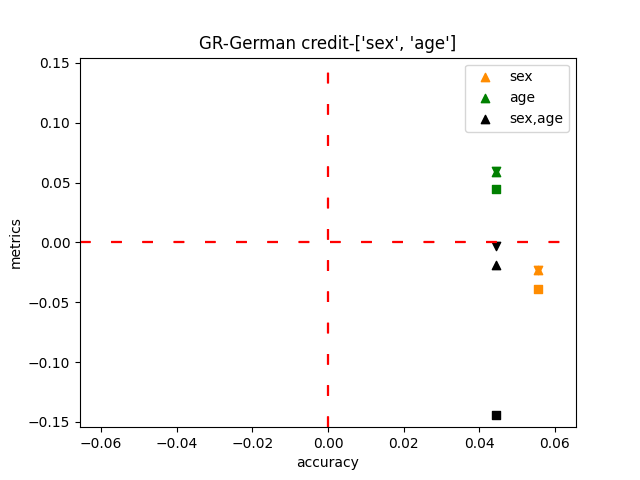 GR-German credit-['sex', 'age']
sex
age
sex,age
metrics
0.15
0.10
0.05
0.00
−0.05
−0.10
−0.15
−0.06
−0.04
−0.02
0.00
0.02
0.04
0.06
accuracy